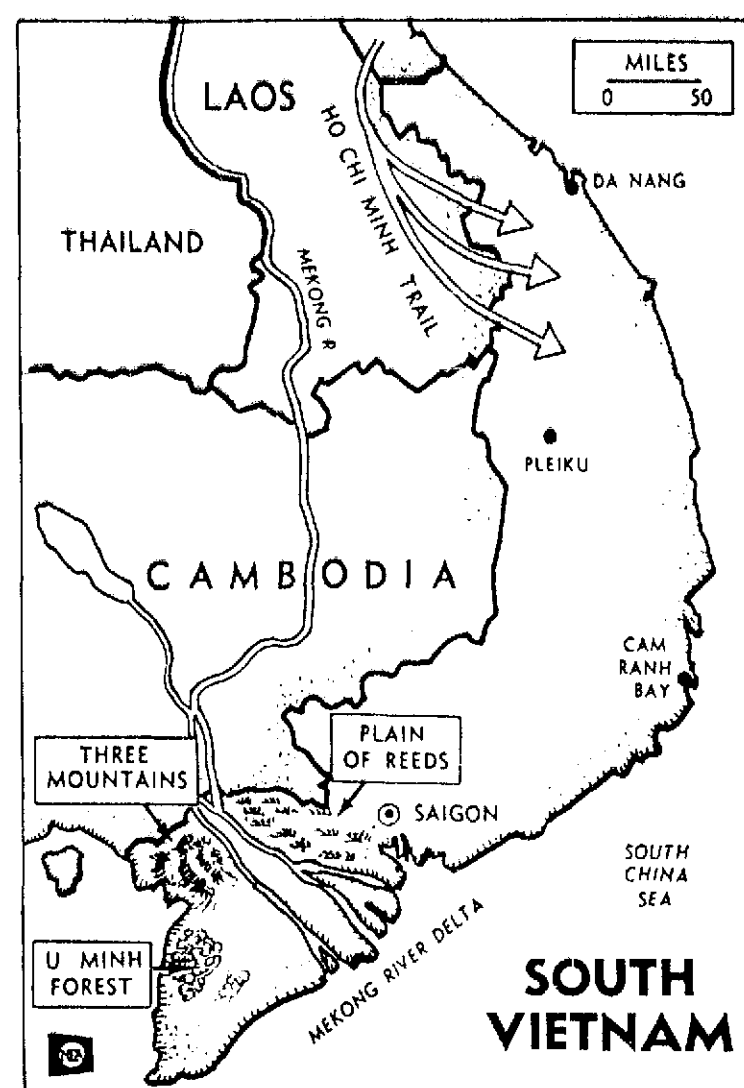 MILES
0 50
LAOS
HO CHI MINH TRAIL
DA NANG
THAILAND
MEKONG R
PLEIKU
CAMBODIA
CAM
RANH
BAY
THREE
MOUNTAINS
PLAIN
OF REEDS
SAIGON
SOUTH
CHINA
SEA
U MINH
FOREST
MEKONG RIVER DELTA
SOUTH
VIETNAM
NEA